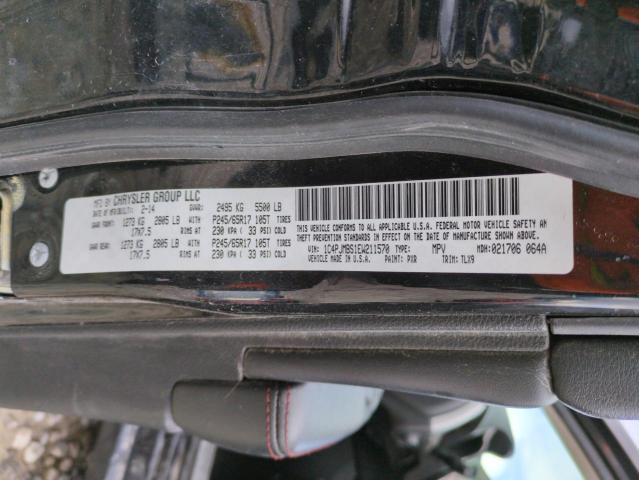 MFD BY CHRYSLER GROUP LLC
DATE OF MFR(MO/YR): 2-14 GVWR: 2495 KG 5500 LB
GAWR FRONT 1273 KG 2805 LB WITH P245/65R17 105T TIRES
17X7.5 RIMS AT 230 KPA ( 33 PSI) COLD
GAWR REAR 1273 KG 2805 LB WITH P245/65R17 105T TIRES
17X7.5 RIMS AT 230 KPA ( 33 PSI) COLD
THIS VEHICLE CONFORMS TO ALL APPLICABLE U.S.A. FEDERAL MOTOR VEHICLE SAFETY AN
THEFT PREVENTION STANDARDS IN EFFECT ON THE DATE OF MANUFACTURE SHOWN ABOVE.
VIN: 1C4PJMBS1EW211570 TYPE: MPV MDH: 021706 064A
VEHICLE MADE IN U.S.A. PAINT: PXR TRIM: TLX9